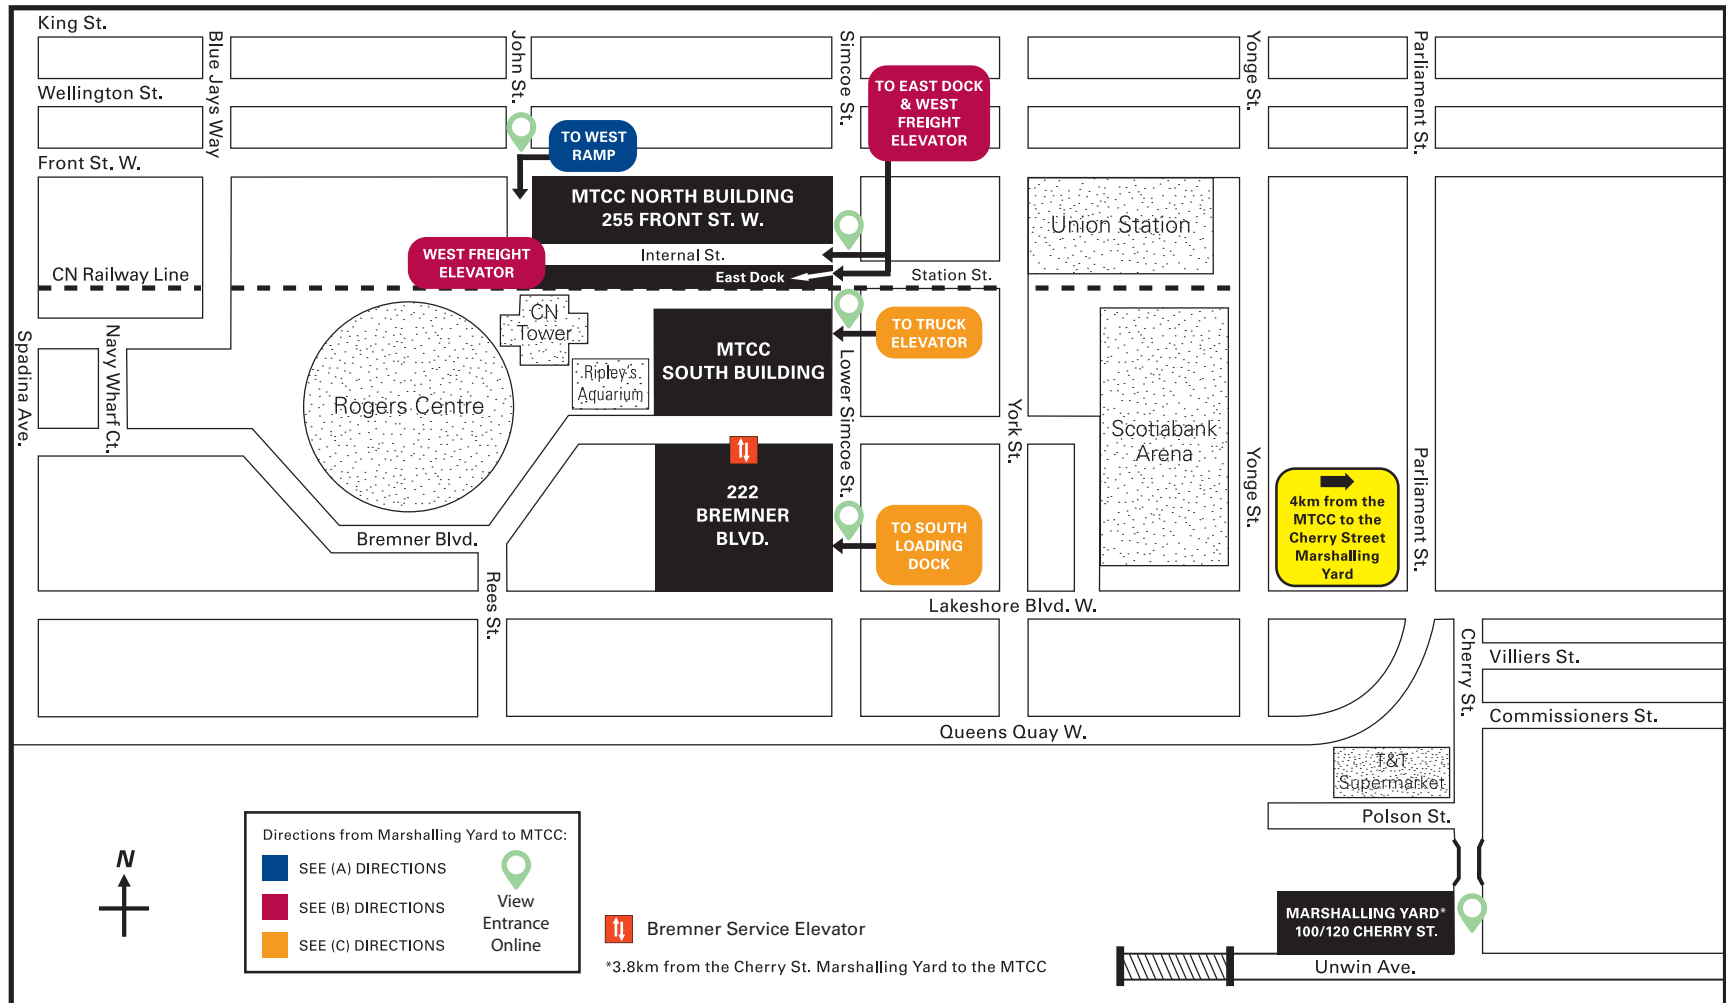 King St.
Wellington St.
Front St. W.
Blue Jays Way
John St.
Simcoe St.
Yonge St.
Parliament St.
TO EAST DOCK
& WEST
FREIGHT
ELEVATOR
TO WEST
RAMP
MTCC NORTH BUILDING
255 FRONT ST. W.
Union Station
WEST FREIGHT
ELEVATOR
Internal St.
East Dock
Station St.
CN Railway Line
CN
Tower
TO TRUCK
ELEVATOR
MTCC
SOUTH BUILDING
Ripley's
Aquarium
Rogers Centre
Spadina Ave.
Navy Wharf Ct.
Lower Simcoe St.
York St.
Scotiabank
Arena
Yonge St.
Parliament St.
4km from the
MTCC to the
Cherry Street
Marshalling
Yard
222
BREMNER
BLVD.
TO SOUTH
LOADING
DOCK
Bremner Blvd.
Rees St.
Lakeshore Blvd. W.
Cherry St.
Villiers St.
Commissioners St.
Queens Quay W.
T&T
Supermarket
Polson St.
Directions from Marshalling Yard to MTCC:
SEE (A) DIRECTIONS
SEE (B) DIRECTIONS
SEE (C) DIRECTIONS
View
Entrance
Online
N
Bremner Service Elevator
*3.8km from the Cherry St. Marshalling Yard to the MTCC
MARSHALLING YARD*
100/120 CHERRY ST.
Unwin Ave.